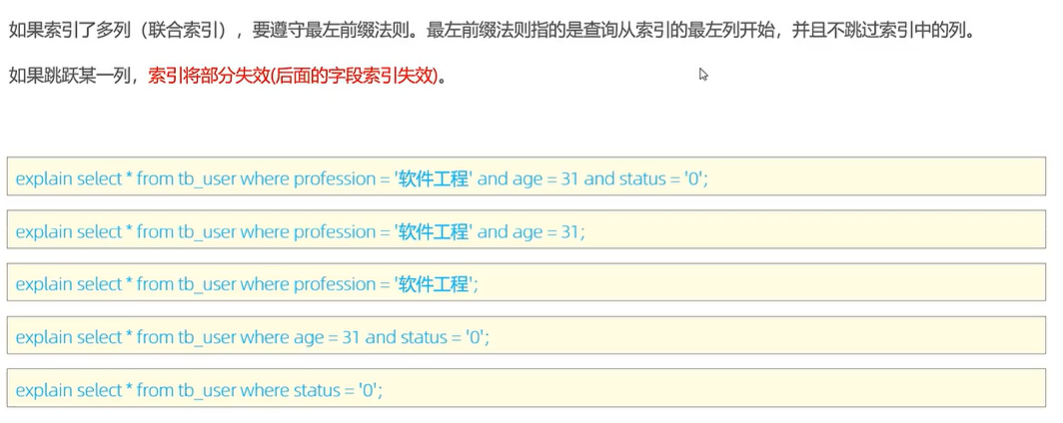 如果索引了多列（联合索引），要遵守最左前缀法则。最左前缀法则指的是查询从索引的最左列开始，并且不跳过索引中的列。
如果跳跃某一列，索引将部分失效(后面的字段索引失效)。
explain select * from tb_user where profession = '软件工程' and age = 31 and status = '0';
explain select * from tb_user where profession = '软件工程' and age = 31;
explain select * from tb_user where profession = '软件工程';
explain select * from tb_user where age = 31 and status = '0';
explain select * from tb_user where status = '0';